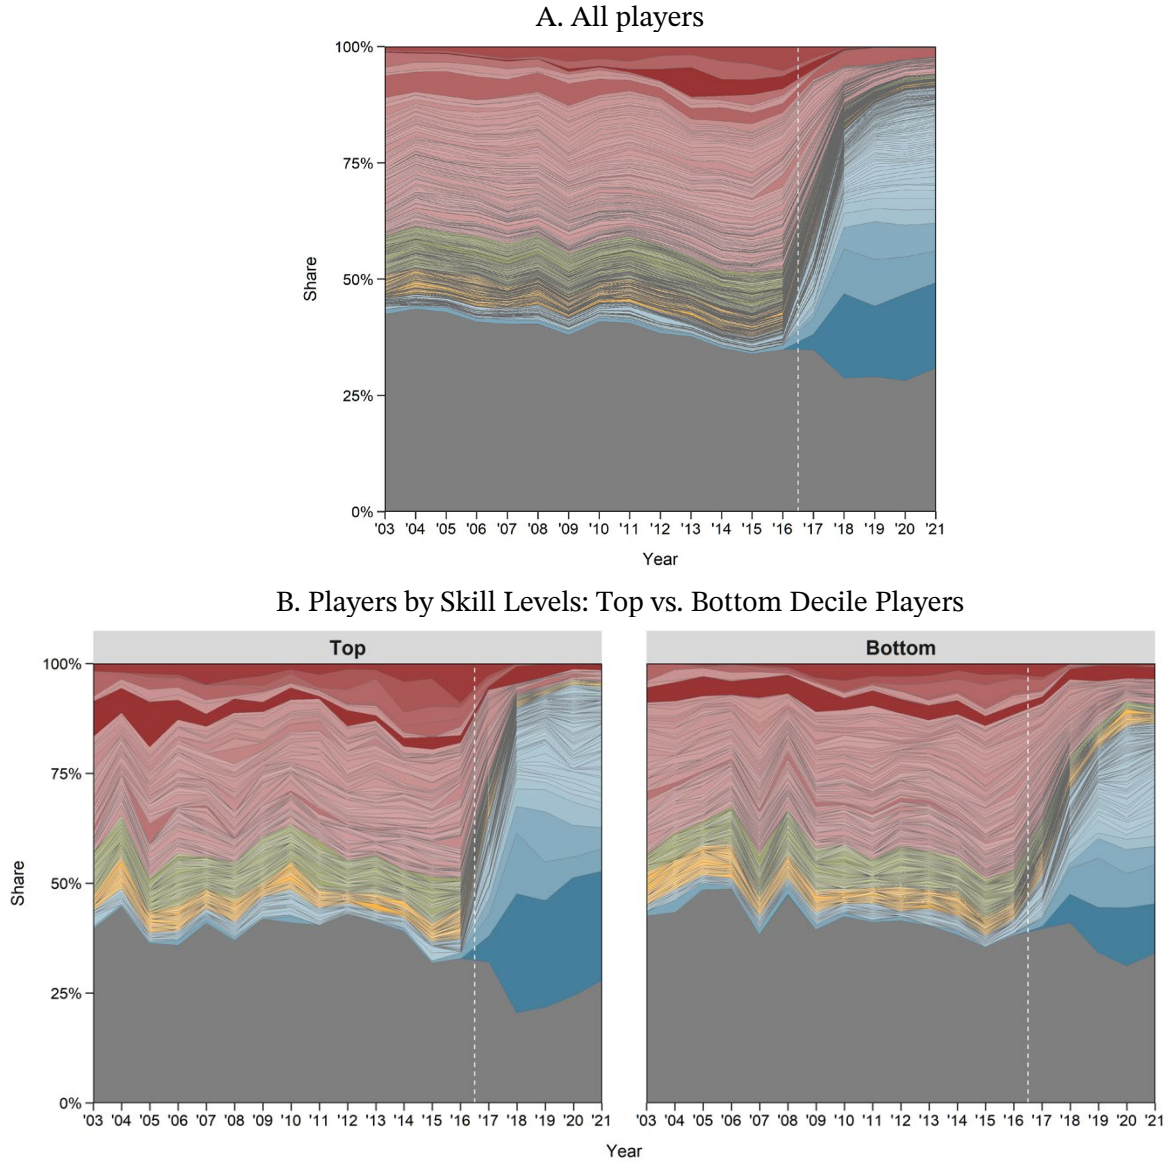 A. All players
100%
75%
50%
25%
0%
Share
'03 '04 '05 '06 '07 '08 '09 '10 '11 '12 '13 '14 '15 '16 '17 '18 '19 '20 '21
Year
B. Players by Skill Levels: Top vs. Bottom Decile Players
Top Bottom
100%
75%
50%
25%
0%
Share
'03 '04 '05 '06 '07 '08 '09 '10 '11 '12 '13 '14 '15 '16 '17 '18 '19 '20 '21 '03 '04 '05 '06 '07 '08 '09 '10 '11 '12 '13 '14 '15 '16 '17 '18 '19 '20 '21
Year